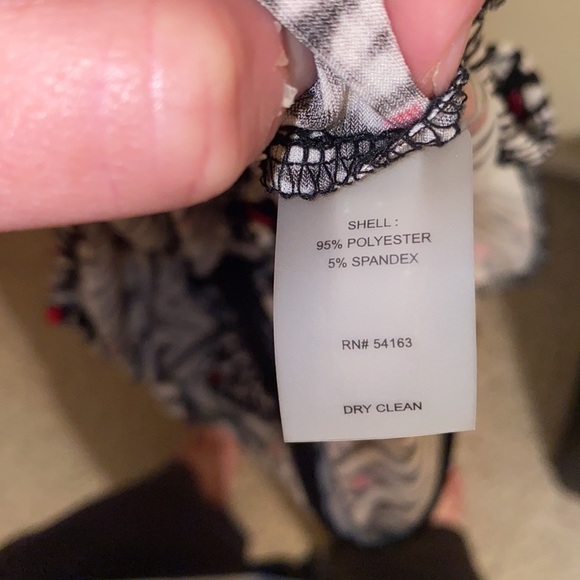 SHELL :
95% POLYESTER
5% SPANDEX
RN# 54163
DRY CLEAN